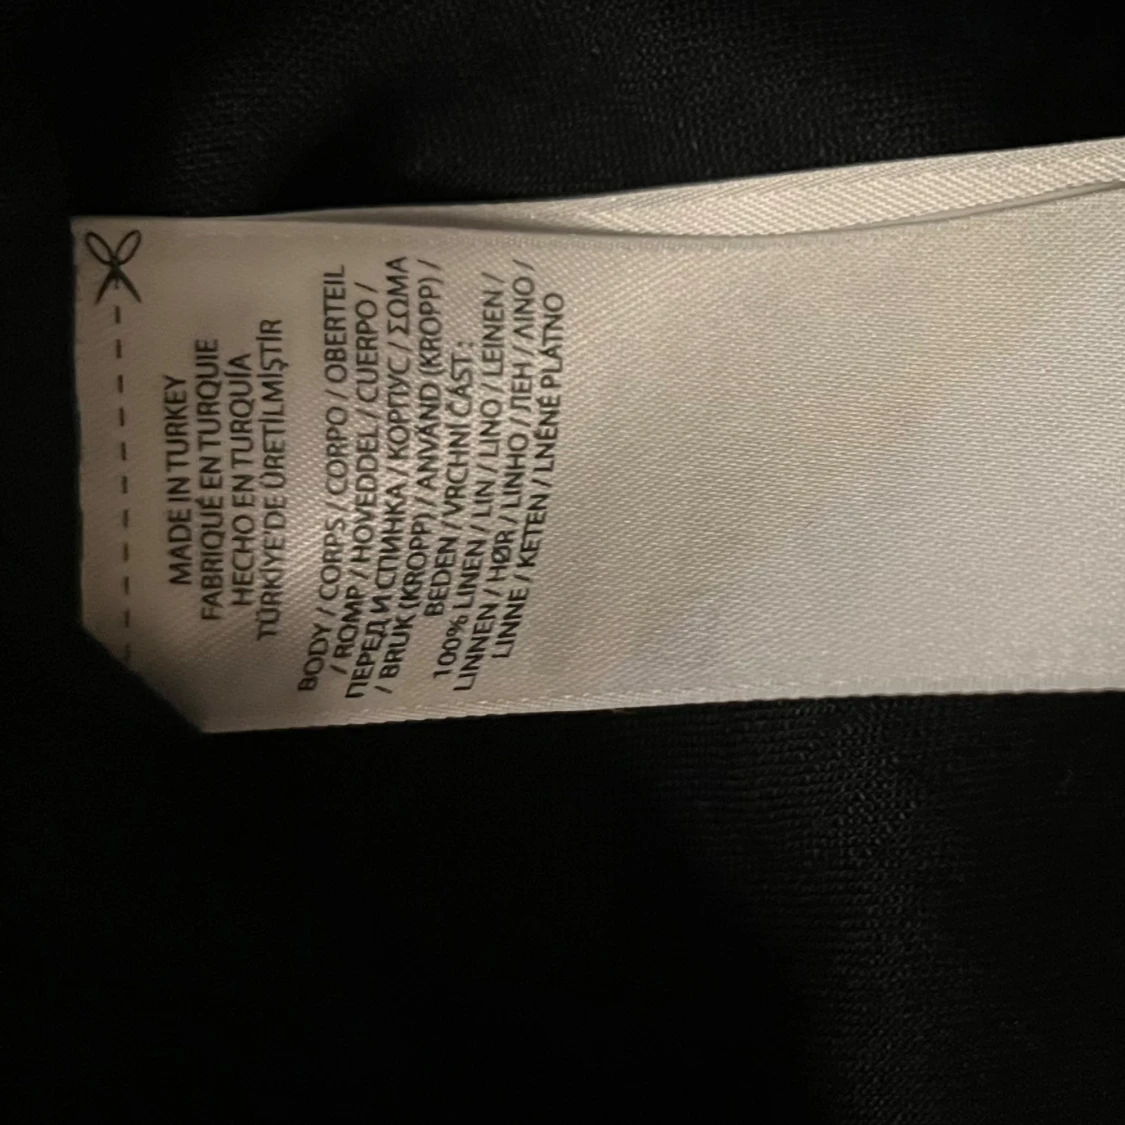 MADE IN TURKEY
FABRIQUÉ EN TURQUIE
HECHO EN TURQUÍA
TÜRKİYE'DE ÜRETİLMİŞTİR
BODY / CORPS / CORPO / OBERTEIL
/ ROMP / HOVEDDEL / CUERPO /
ПЕРЕД И СПИНКА / КОРПУС / ΣΩΜΑ
/ BRUK (KROPP) / ANVÄND (KROPP) /
BEDEN / VRCHNÍ ČÁST:
100% LINEN / LIN / LINO / LEINEN /
LINNEN / HØR / LINHO / ЛЕН / ΛΙΝΟ /
LINNE / KETEN / LNĚNÉ PLÁTNO